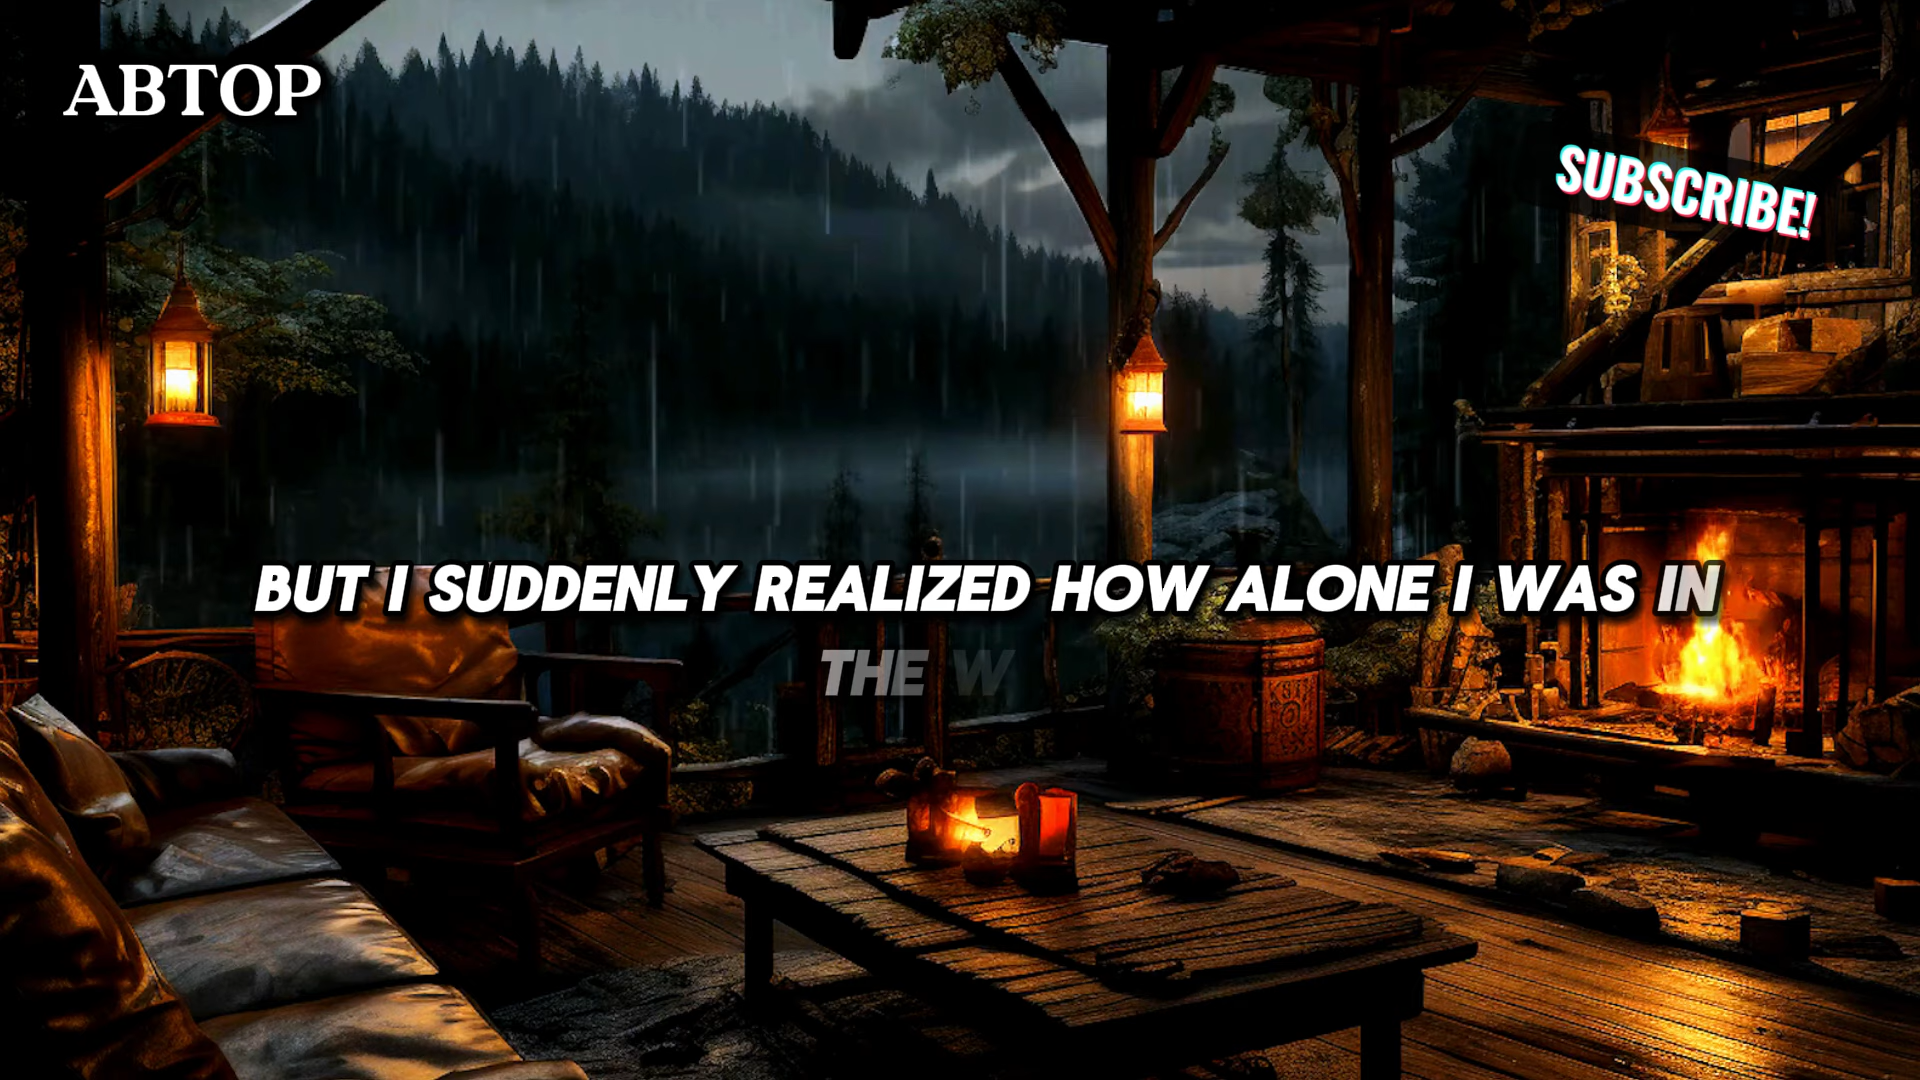 ABTOP
SUBSCRIBE!
BUT I SUDDENLY REALIZED HOW ALONE I WAS IN
THE W